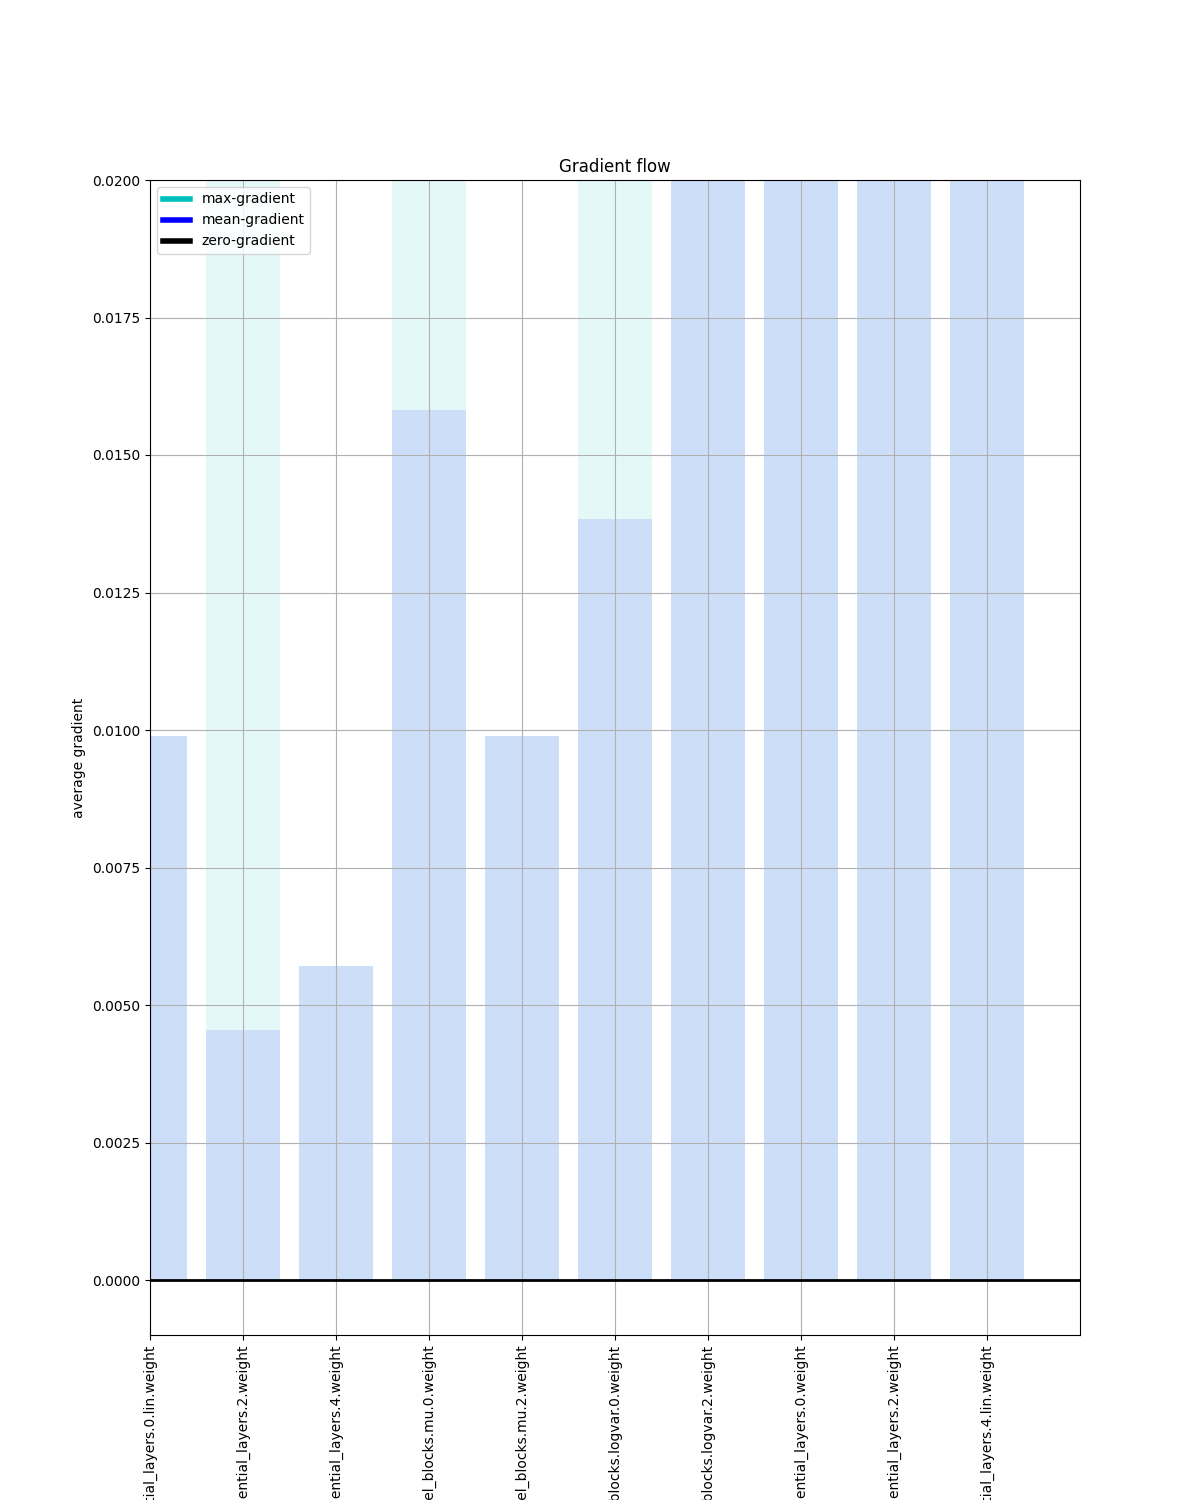 Gradient flow
max-gradient
mean-gradient
zero-gradient
0.0200
0.0175
0.0150
0.0125
0.0100
0.0075
0.0050
0.0025
0.0000
average gradient
tial_layers.0.lin.weight
ential_layers.2.weight
ential_layers.4.weight
el_blocks.mu.0.weight
el_blocks.mu.2.weight
blocks.logvar.0.weight
blocks.logvar.2.weight
ential_layers.0.weight
ential_layers.2.weight
tial_layers.4.lin.weight